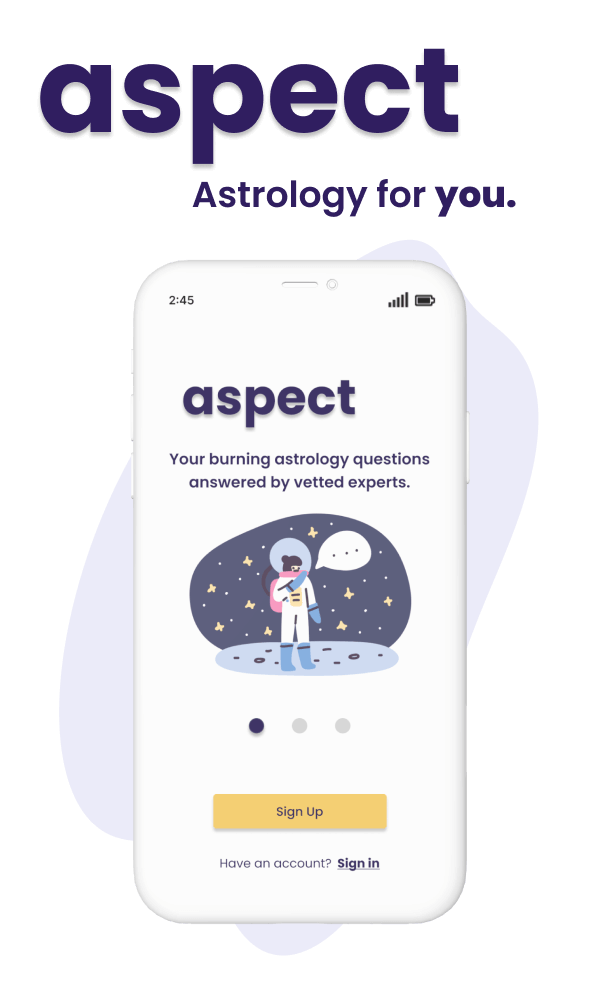 aspect
Astrology for you.
2:45
aspect
Your burning astrology questions
answered by vetted experts.
Sign Up
Have an account? Sign in